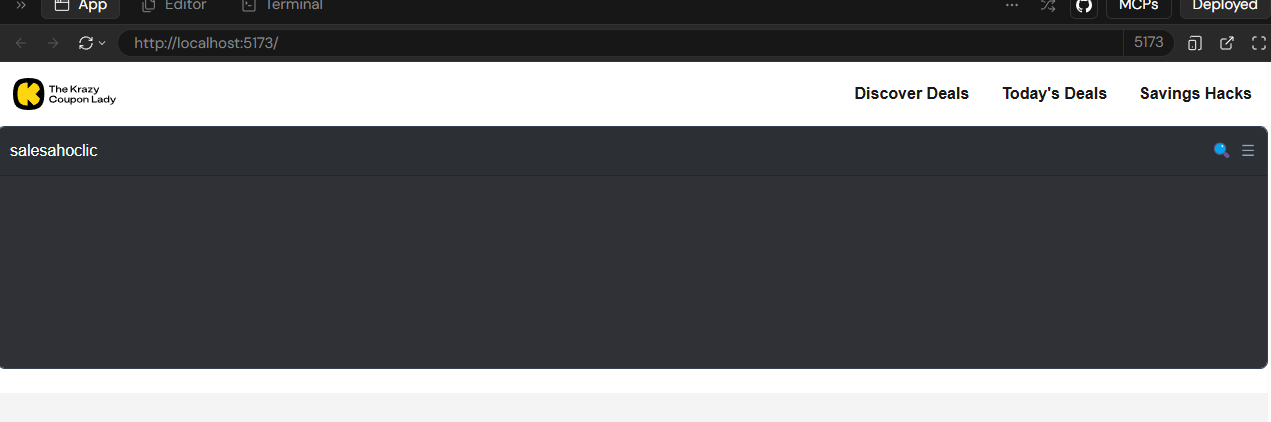 App Editor Terminal MCPs Deployed
http://localhost:5173/ 5173
The Krazy
Coupon Lady
Discover Deals Today's Deals Savings Hacks
salesahoclic